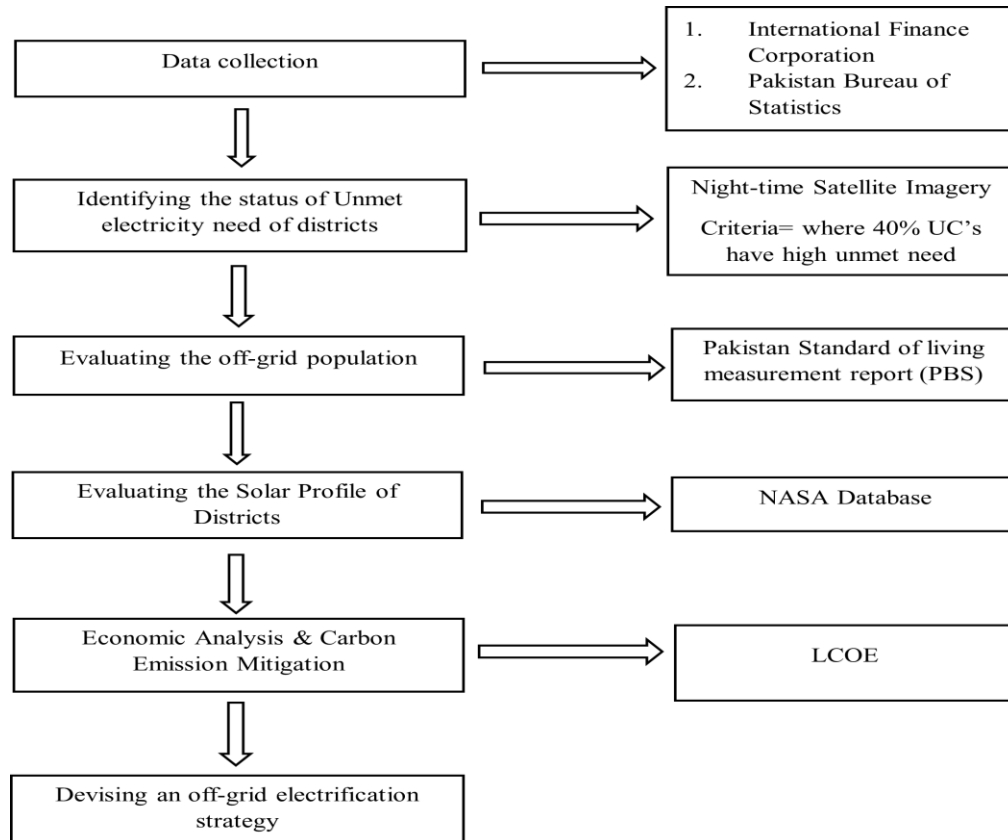 Data collection
1. International Finance
Corporation
2. Pakistan Bureau of
Statistics
Identifying the status of Unmet
electricity need of districts
Night-time Satellite Imagery
Criteria= where 40% UC's
have high unmet need
Evaluating the off-grid population
Pakistan Standard of living
measurement report (PBS)
Evaluating the Solar Profile of
Districts
NASA Database
Economic Analysis & Carbon
Emission Mitigation
LCOE
Devising an off-grid electrification
strategy